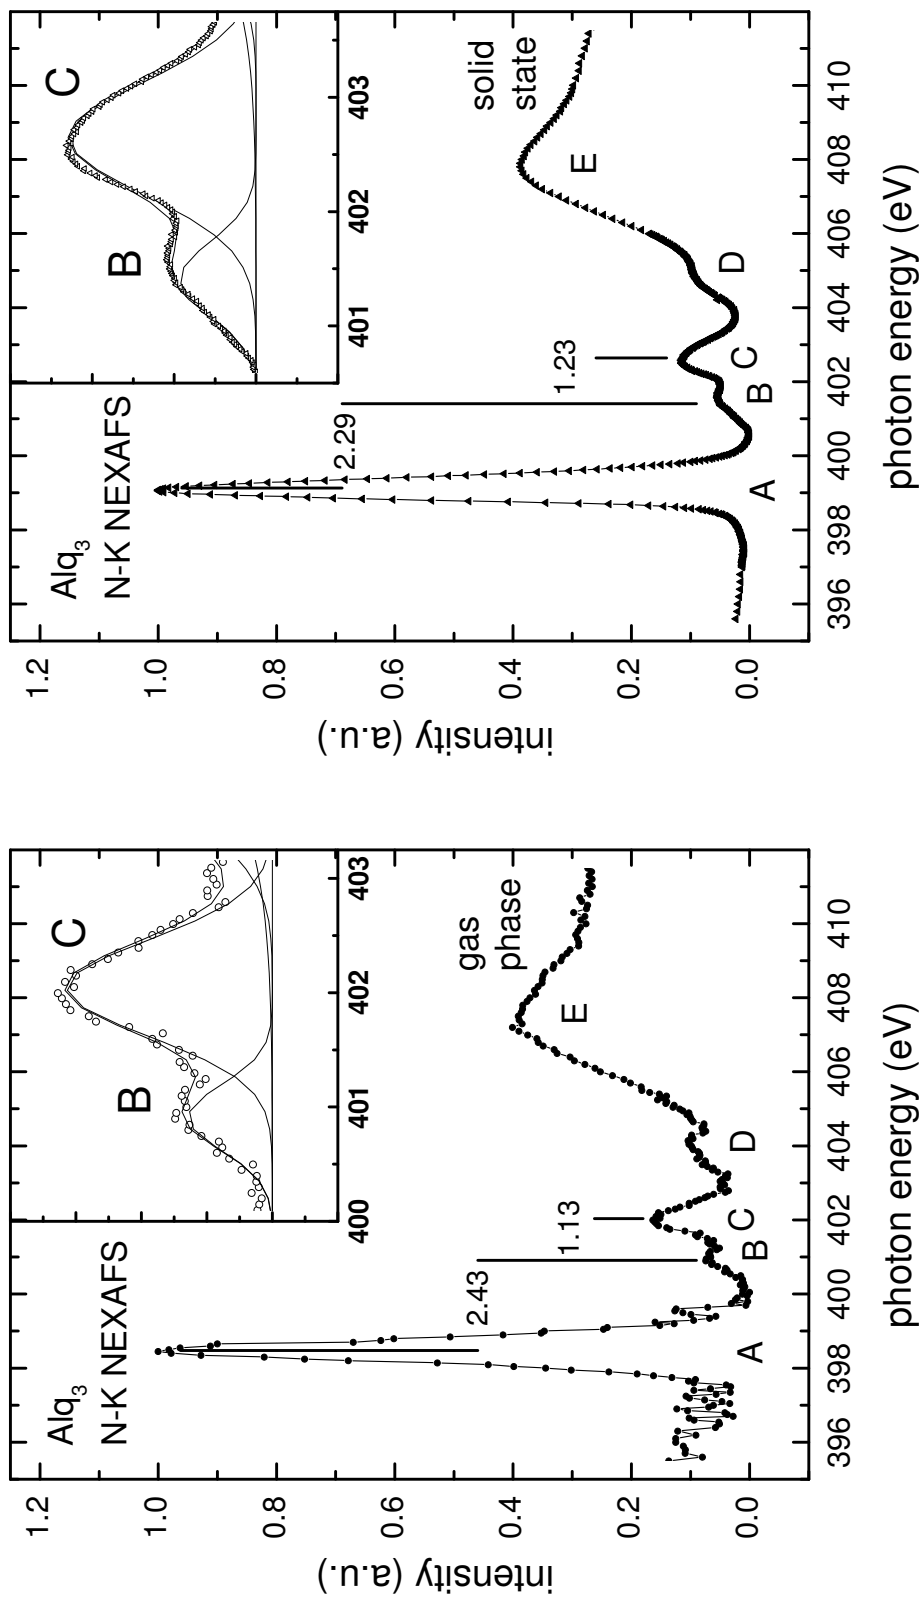 Alq3
N-K NEXAFS
gas
phase
2.43
1.13
A
B
C
D
E
B
C
400
401
402
403
1.2
1.0
0.8
0.6
0.4
0.2
0.0
intensity (a.u.)
396
398
400
402
404
406
408
410
photon energy (eV)
Alq3
N-K NEXAFS
solid
state
2.29
1.23
A
B
C
D
E
B
C
401
402
403
1.2
1.0
0.8
0.6
0.4
0.2
0.0
intensity (a.u.)
396
398
400
402
404
406
408
410
photon energy (eV)